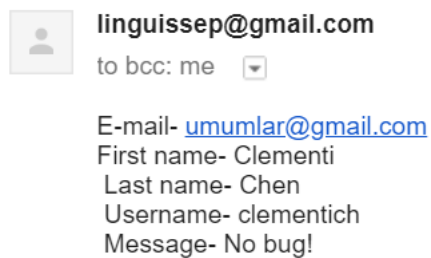 linguissep@gmail.com
to bcc: me
E-mail- umumlar@gmail.com
First name- Clementi
Last name- Chen
Username- clementich
Message- No bug!